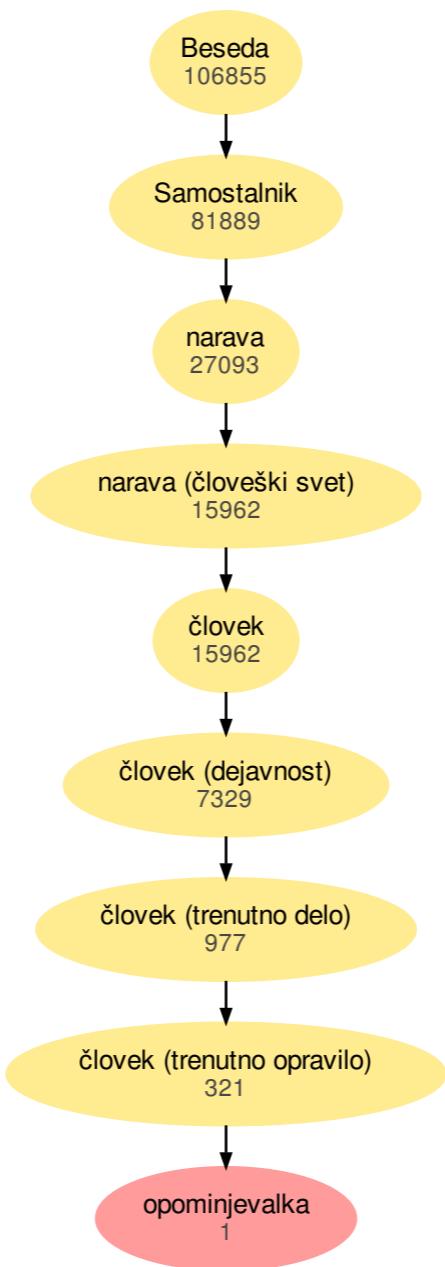 Beseda
106855
Samostalnik
81889
narava
27093
narava (človeški svet)
15962
človek
15962
človek (dejavnost)
7329
človek (trenutno delo)
977
človek (trenutno opravilo)
321
opominjevalka
1